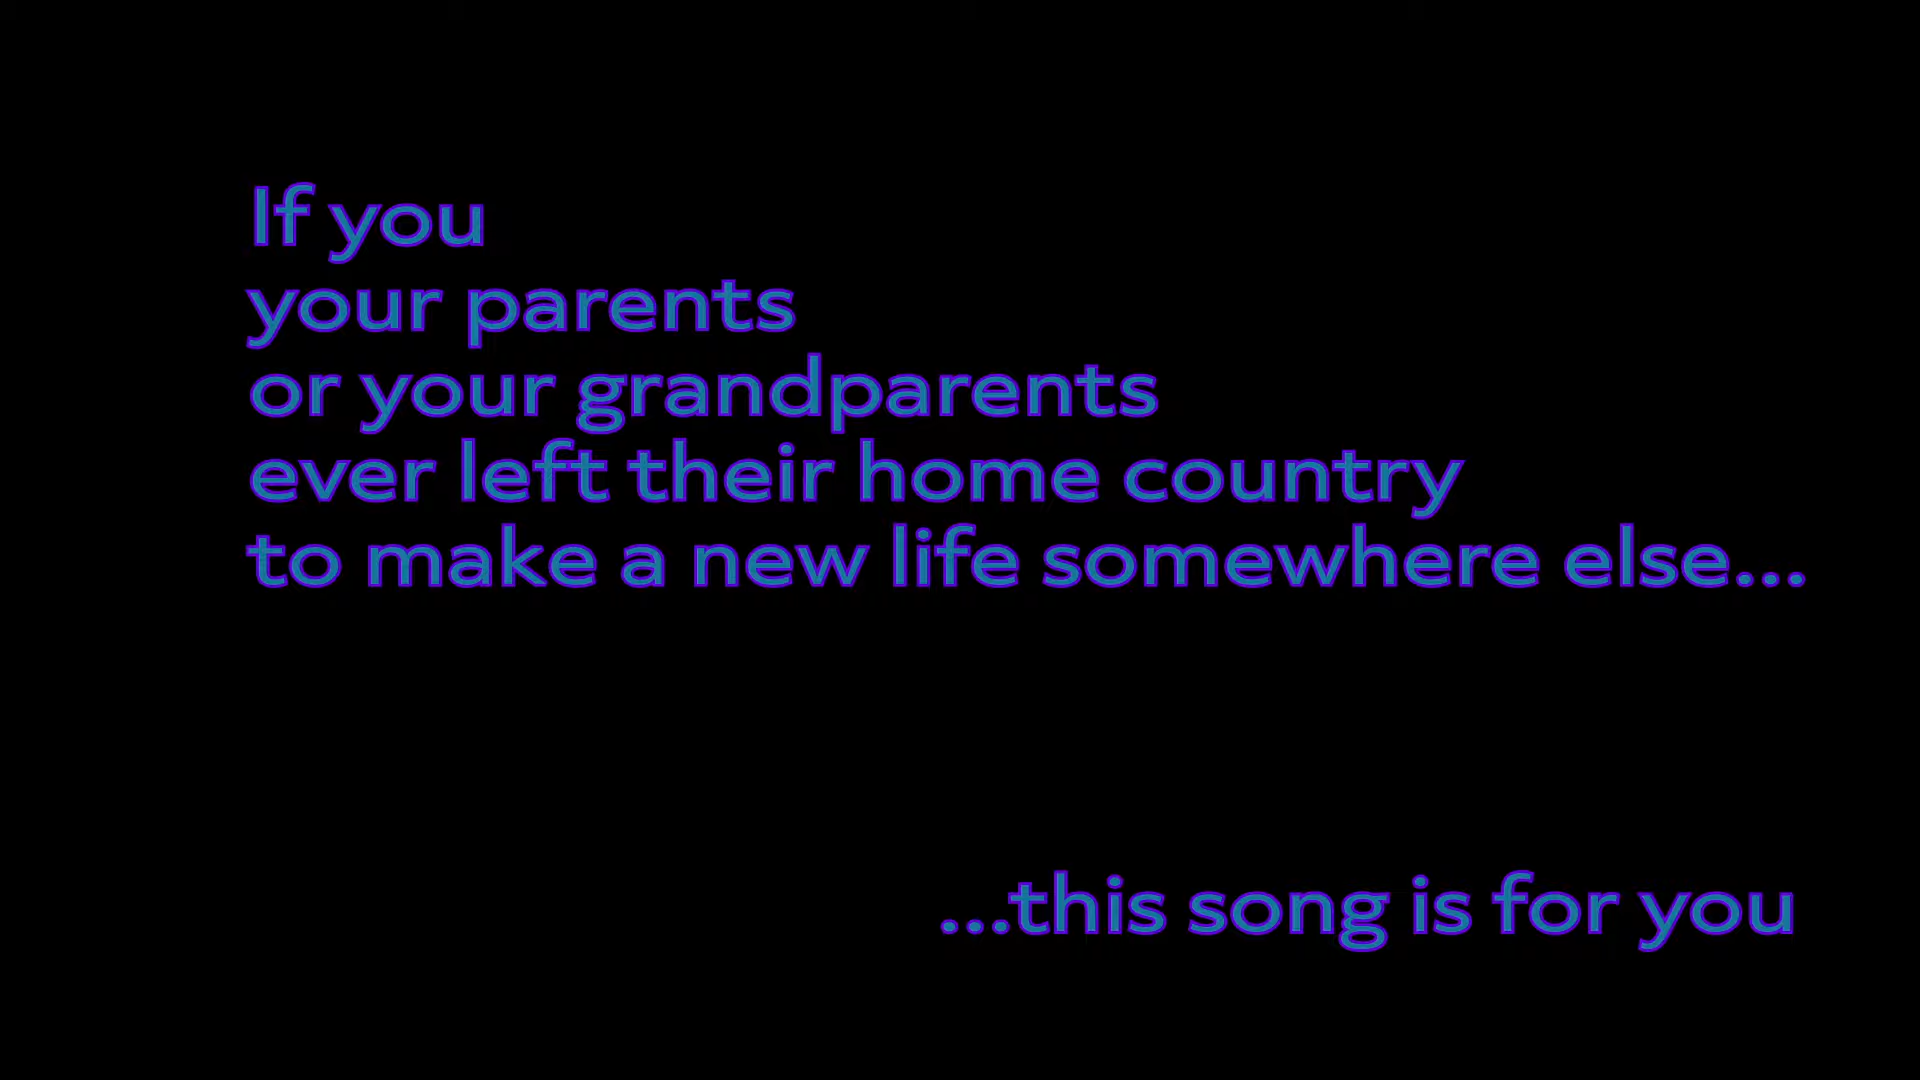 If you
your parents
or your grandparents
ever left their home country
to make a new life somewhere else...
...this song is for you